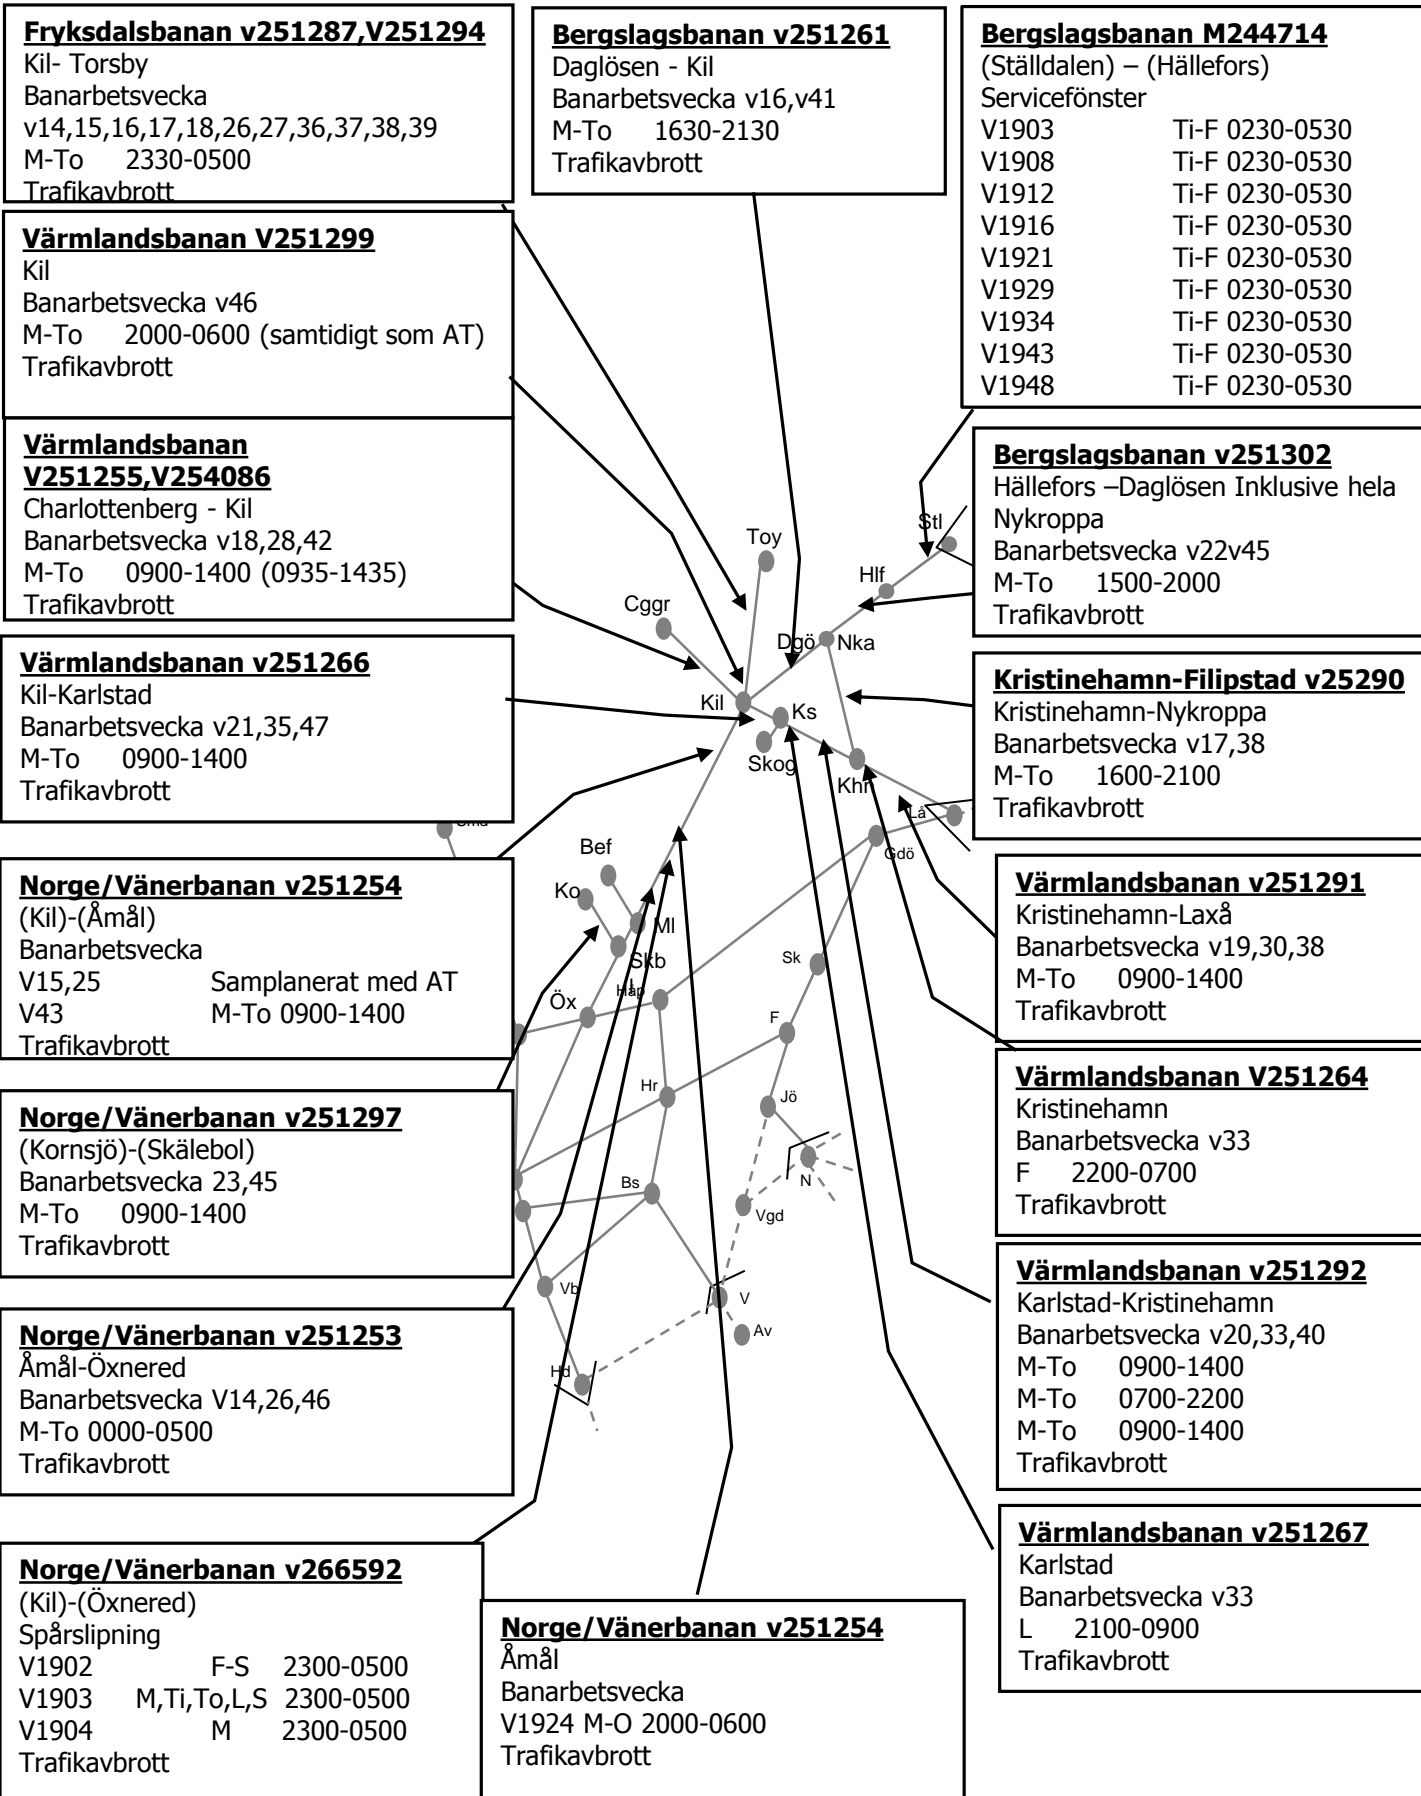 Fryksdalsbanan v251287,V251294
Kil- Torsby
Banarbetsvecka
v14,15,16,17,18,26,27,36,37,38,39
M-To 2330-0500
Trafikavbrott
Värmlandsbanan V251299
Kil
Banarbetsvecka v46
M-To 2000-0600 (samtidigt som AT)
Trafikavbrott
Värmlandsbanan
V251255,V254086
Charlottenberg - Kil
Banarbetsvecka v18,28,42
M-To 0900-1400 (0935-1435)
Trafikavbrott
Värmlandsbanan v251266
Kil-Karlstad
Banarbetsvecka v21,35,47
M-To 0900-1400
Trafikavbrott
Norge/Vänerbanan v251254
(Kil)-(Åmål)
Banarbetsvecka
V15,25 Samplanerat med AT
V43 M-To 0900-1400
Trafikavbrott
Norge/Vänerbanan v251297
(Kornsjö)-(Skälebol)
Banarbetsvecka 23,45
M-To 0900-1400
Trafikavbrott
Norge/Vänerbanan v251253
Åmål-Öxnered
Banarbetsvecka V14,26,46
M-To 0000-0500
Trafikavbrott
Norge/Vänerbanan v266592
(Kil)-(Öxnered)
Spårslipning
V1902 F-S 2300-0500
V1903 M,Ti,To,L,S 2300-0500
V1904 M 2300-0500
Trafikavbrott
Bergslagsbanan v251261
Daglösen - Kil
Banarbetsvecka v16,v41
M-To 1630-2130
Trafikavbrott
Toy
Cggr
Stl
Hlf
Dgö
Nka
Kil
Ks
Skog
Khn
Lå
Gdö
Bef
Ko
Ml
Skb
Håp
Öx
Sk
F
Hr
Jö
N
Bs
Vgd
Vb
V
Av
Hd
Norge/Vänerbanan v251254
Åmål
Banarbetsvecka
V1924 M-O 2000-0600
Trafikavbrott
Bergslagsbanan M244714
(Ställdalen) – (Hällefors)
Servicefönster
V1903 Ti-F 0230-0530
V1908 Ti-F 0230-0530
V1912 Ti-F 0230-0530
V1916 Ti-F 0230-0530
V1921 Ti-F 0230-0530
V1929 Ti-F 0230-0530
V1934 Ti-F 0230-0530
V1943 Ti-F 0230-0530
V1948 Ti-F 0230-0530
Bergslagsbanan v251302
Hällefors –Daglösen Inklusive hela
Nykroppa
Banarbetsvecka v22v45
M-To 1500-2000
Trafikavbrott
Kristinehamn-Filipstad v25290
Kristinehamn-Nykroppa
Banarbetsvecka v17,38
M-To 1600-2100
Trafikavbrott
Värmlandsbanan v251291
Kristinehamn-Laxå
Banarbetsvecka v19,30,38
M-To 0900-1400
Trafikavbrott
Värmlandsbanan V251264
Kristinehamn
Banarbetsvecka v33
F 2200-0700
Trafikavbrott
Värmlandsbanan v251292
Karlstad-Kristinehamn
Banarbetsvecka v20,33,40
M-To 0900-1400
M-To 0700-2200
M-To 0900-1400
Trafikavbrott
Värmlandsbanan v251267
Karlstad
Banarbetsvecka v33
L 2100-0900
Trafikavbrott